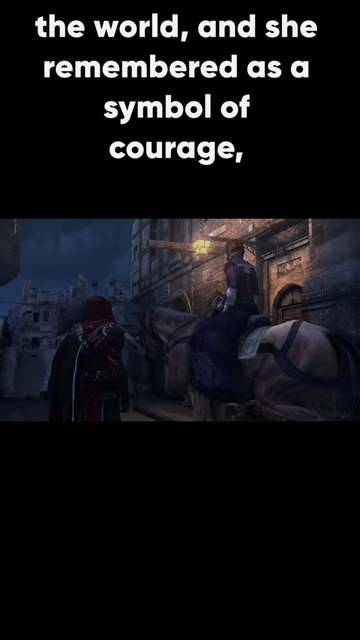 the world, and she
remembered as a
symbol of
courage,